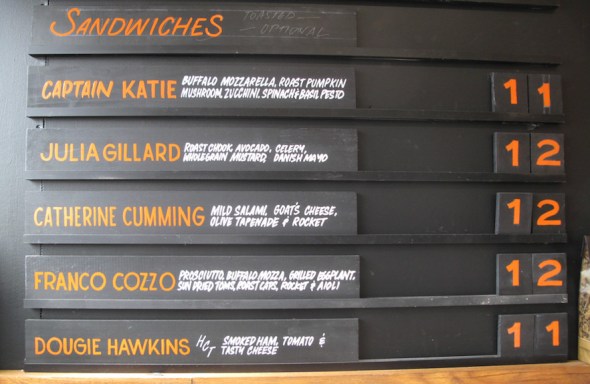 SANDWICHES
TOASTED
- OPTIONAL
CAPTAIN KATIE BUFFALO MOZZARELLA, ROAST PUMPKIN
MUSHROOM, ZUCCHINI, SPINACH & BASIL PESTO
11
JULIA GILLARD ROAST CHOOK, AVOCADO, CELERY,
WHOLEGRAIN MUSTARD, DANISH MAYO
12
CATHERINE CUMMING MILD SALAMI, GOAT'S CHEESE,
OLIVE TAPENADE & ROCKET
12
FRANCO COZZO PROSCIUTTO, BUFFALO MOZZA, GRILLED EGGPLANT,
SUN DRIED TOMS, ROAST CAPS, ROCKET & AIOLI
12
DOUGIE HAWKINS HCT SMOKED HAM, TOMATO &
TASTY CHEESE
11